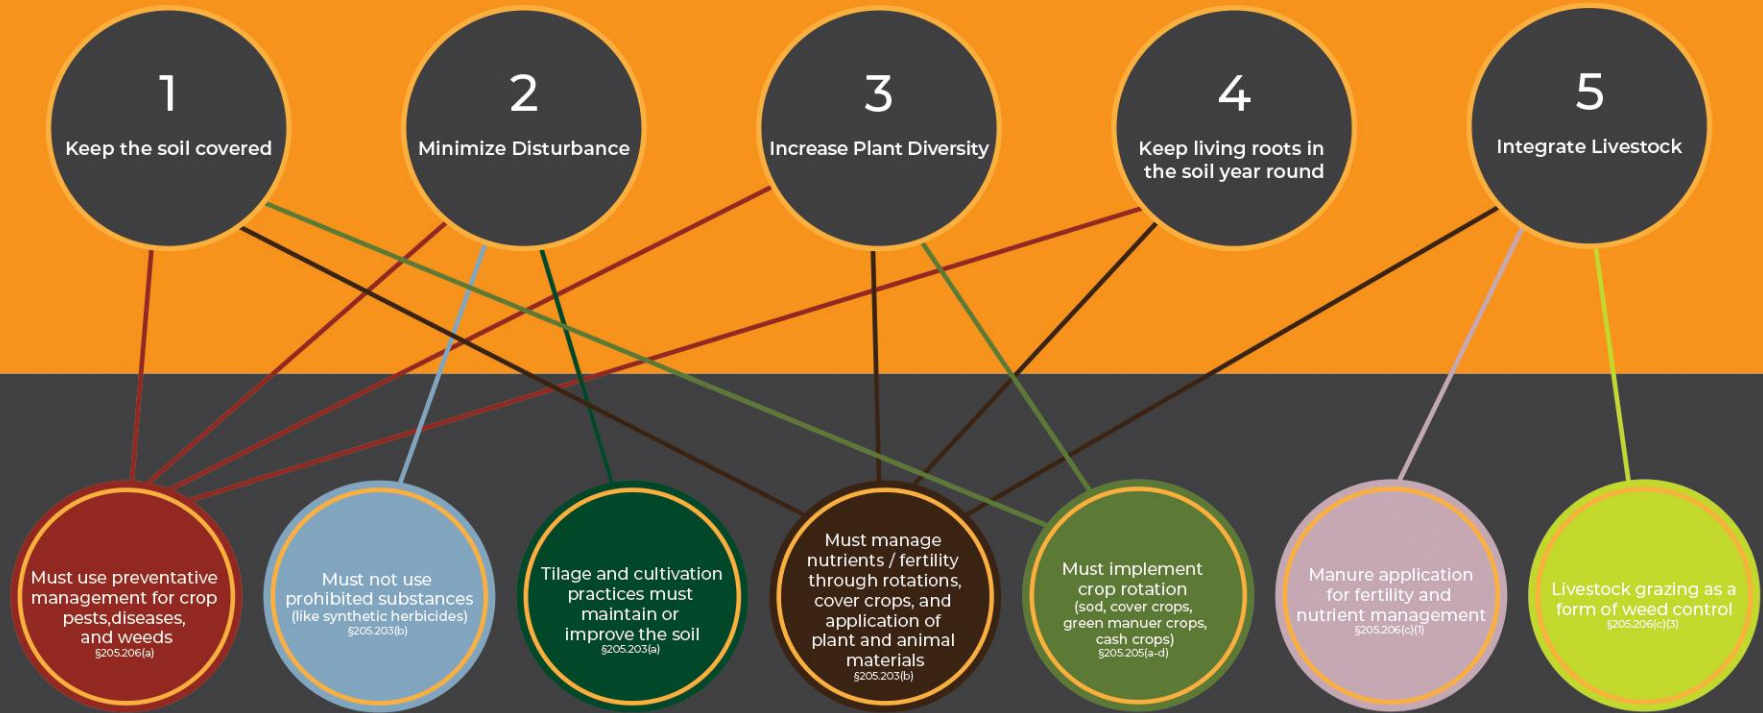 1
Keep the soil covered
2
Minimize Disturbance
3
Increase Plant Diversity
4
Keep living roots in
the soil year round
5
Integrate Livestock
Must use preventative
management for crop
pests,diseases,
and weeds
§205.206(a)
Must not use
prohibited substances
(like synthetic herbicides)
§205.203(b)
Tilage and cultivation
practices must
maintain or
improve the soil
§205.203(a)
Must manage
nutrients / fertility
through rotations,
cover crops, and
application of
plant and animal
materials
§205.203(b)
Must implement
crop rotation
(sod, cover crops,
green manuer crops,
cash crops)
§205.205(a-d)
Manure application
for fertility and
nutrient management
§205.206(c)(1)
Livestock grazing as a
form of weed control
§205.206(c)(3)